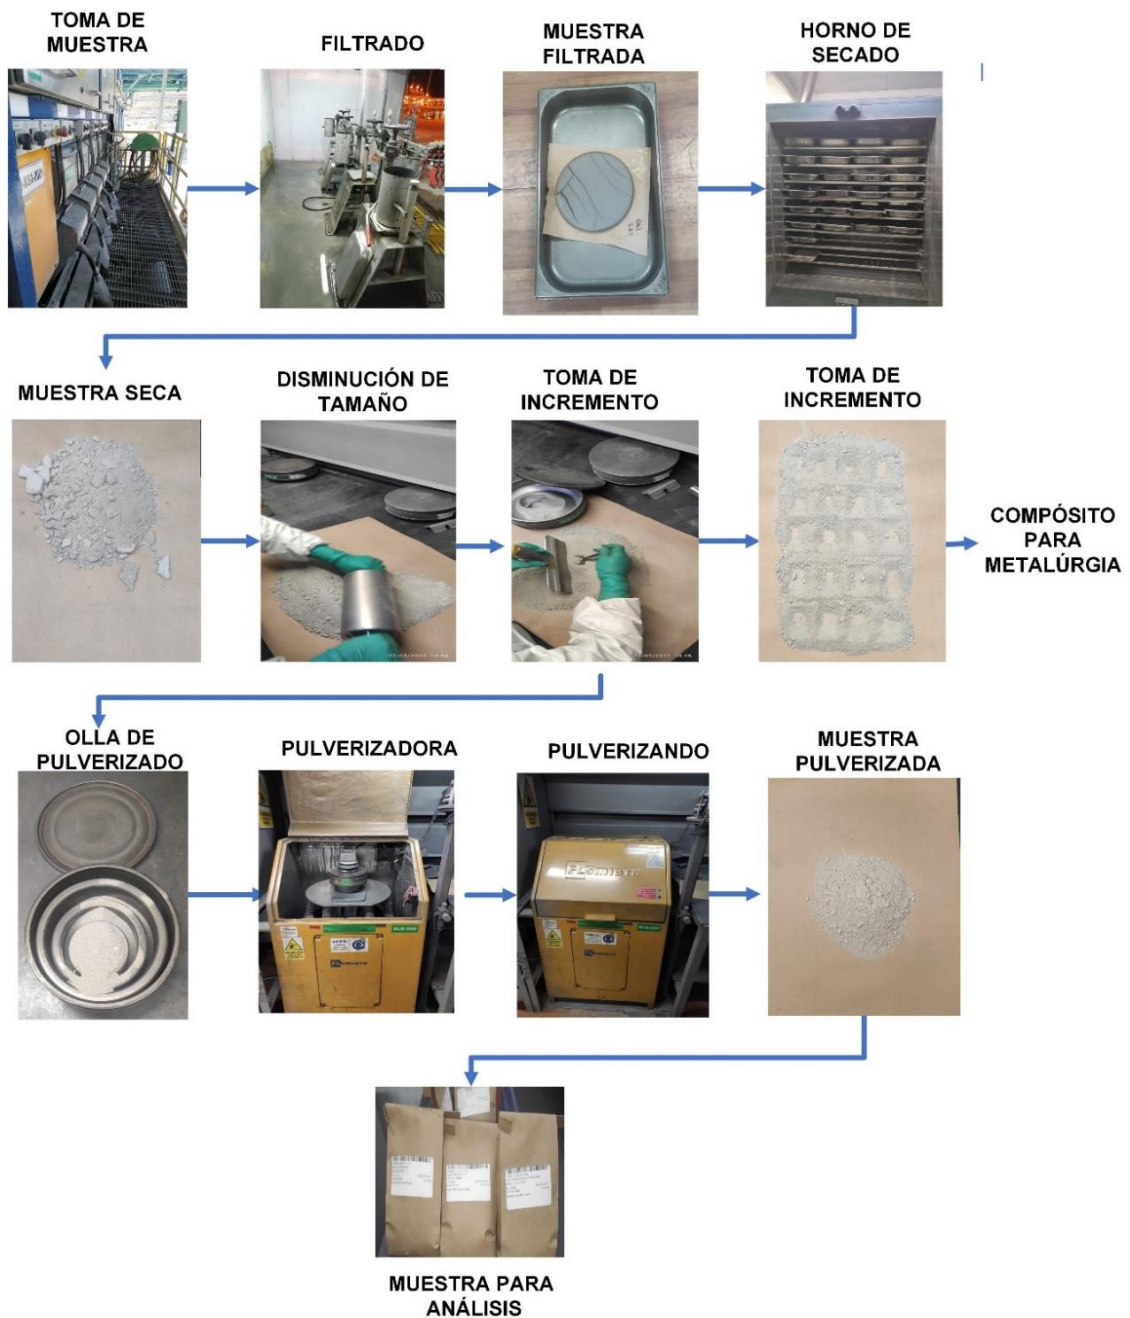 TOMA DE
MUESTRA
FILTRADO
MUESTRA
FILTRADA
HORNO DE
SECADO
MUESTRA SECA
DISMINUCIÓN DE
TAMAÑO
TOMA DE
INCREMENTO
TOMA DE
INCREMENTO
COMPÓSITO
PARA
METALÚRGIA
OLLA DE
PULVERIZADO
PULVERIZADORA
PULVERIZANDO
MUESTRA
PULVERIZADA
MUESTRA PARA
ANÁLISIS